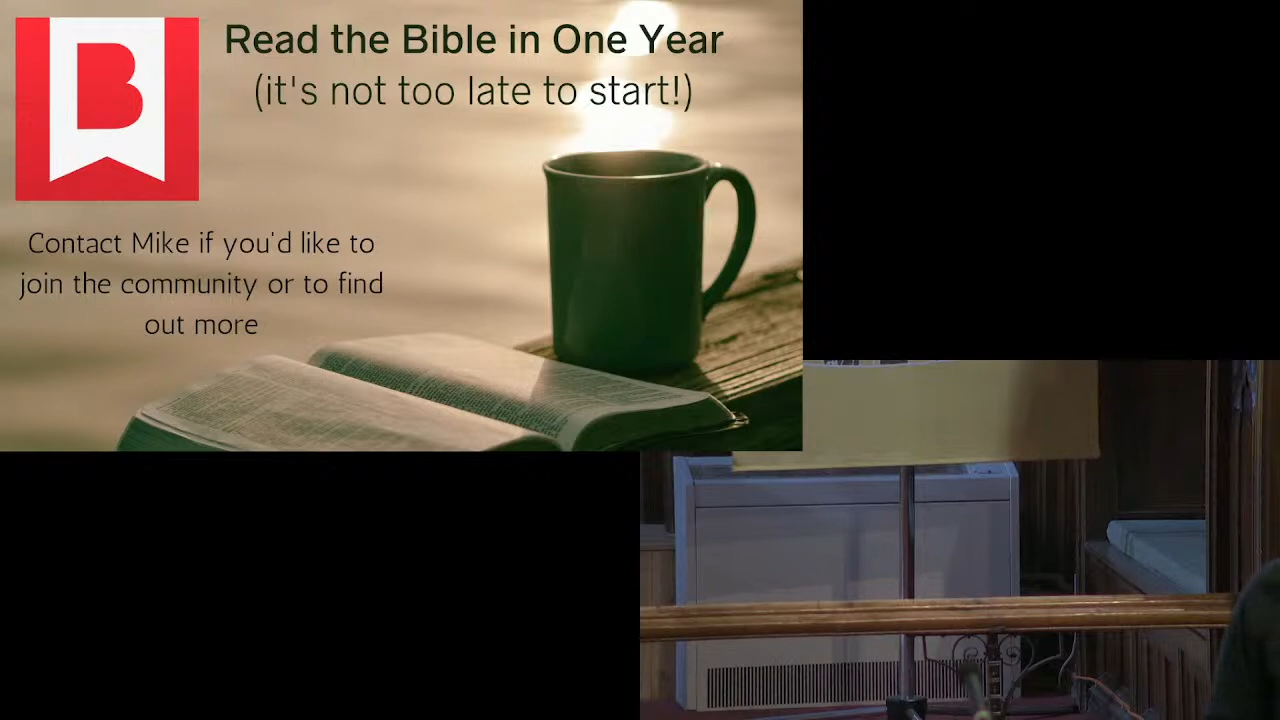 B
Read the Bible in One Year
(it's not too late to start!)
Contact Mike if you'd like to
join the community or to find
out more